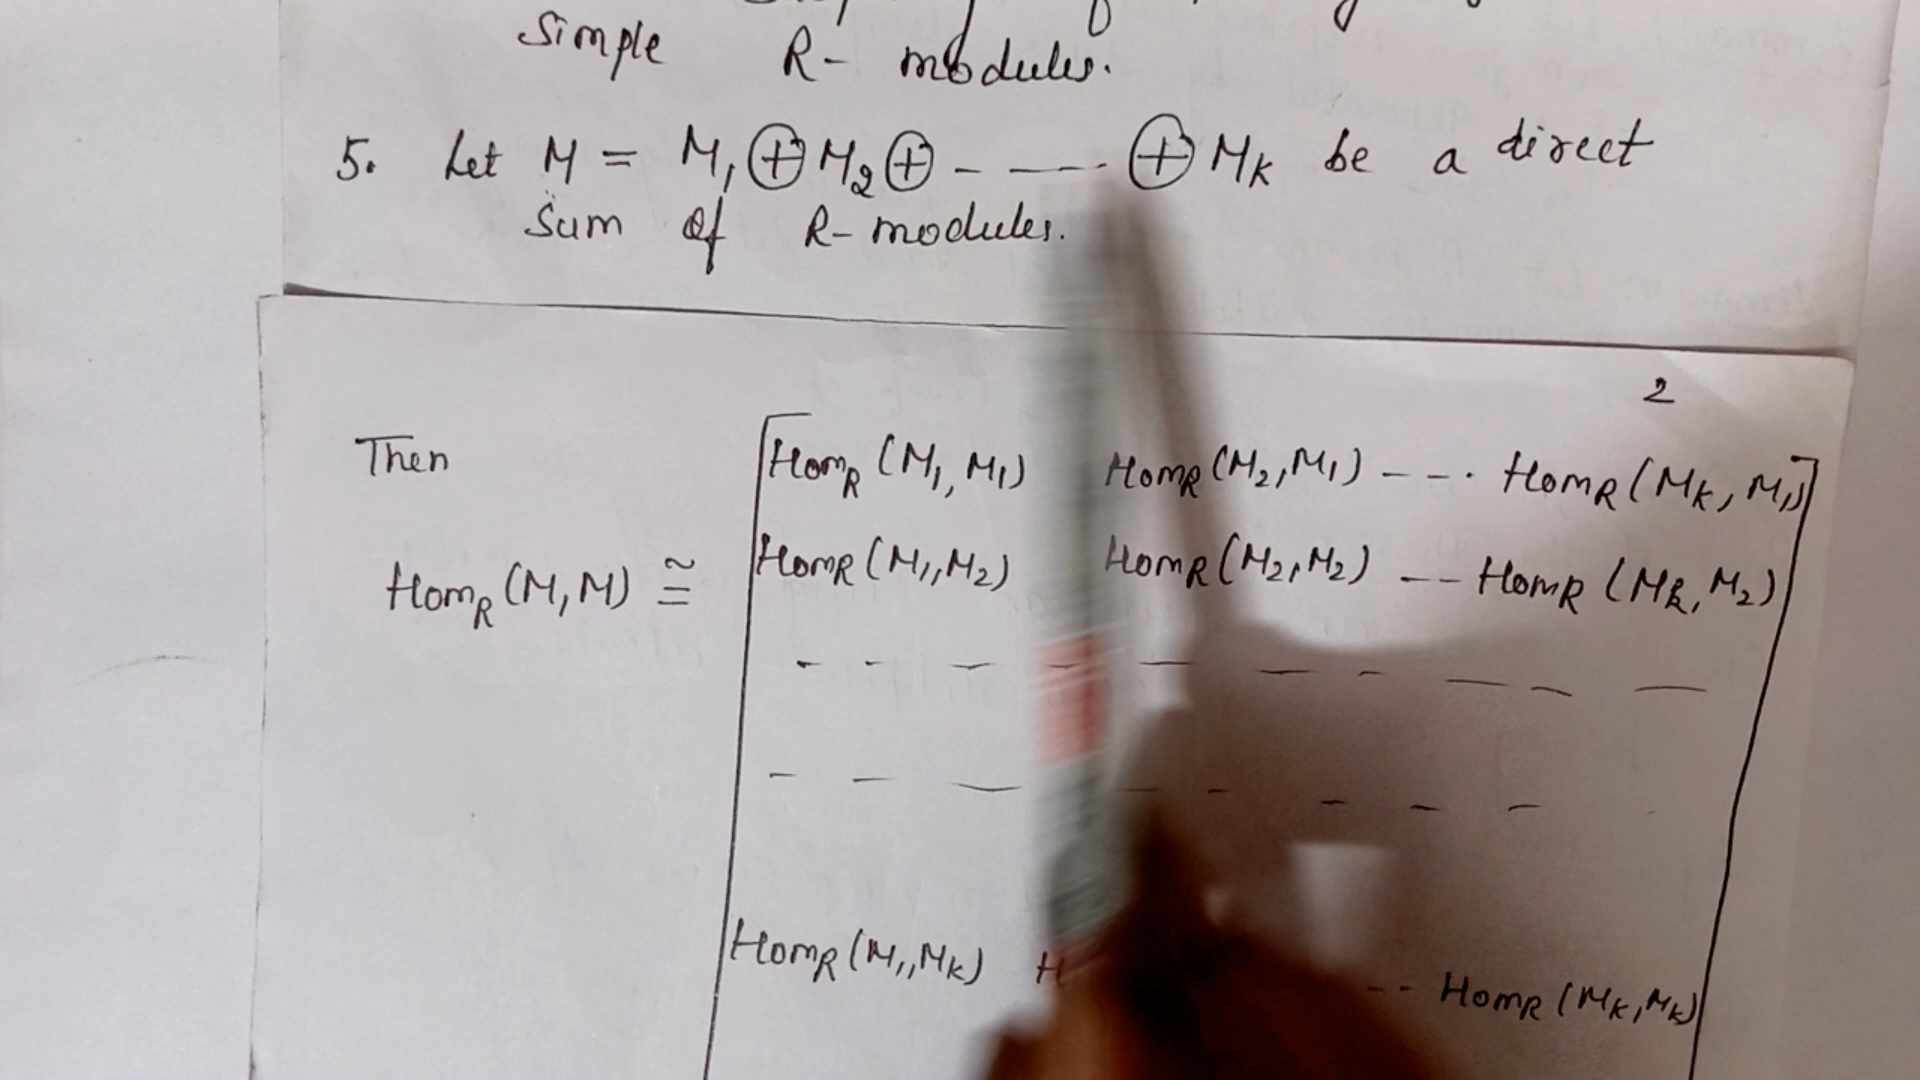 Simple R- modules.
5. Let M = M₁ ⊕ M₂ ⊕ - —— ⊕ Mk be a direct
Sum of R-modules.
2
Then
HomR (M, M) ≅
HomR (M₁, M₁) HomR (M₂, M₁) - - . HomR (Mk, M₁)
HomR (M₁, M₂) HomR (M₂, M₂) - - HomR (Mk, M₂)
HomR (M₁, Mk) - - HomR (Mk, Mk)